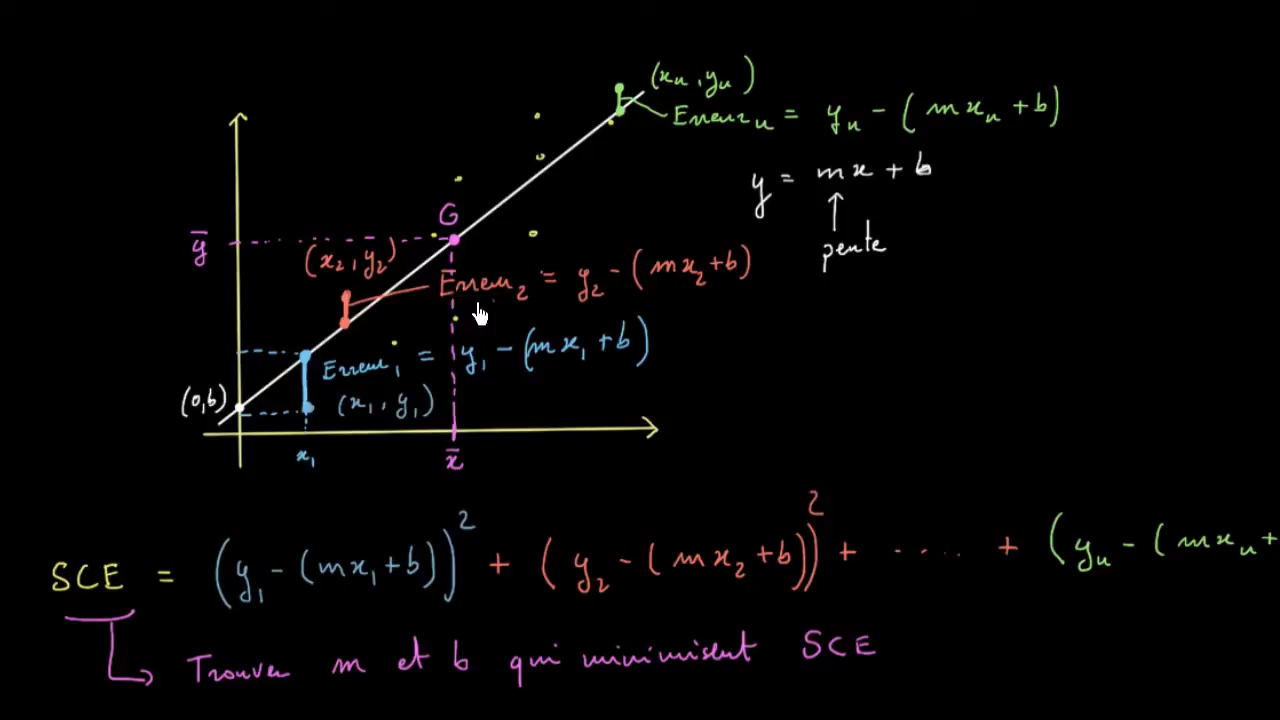 (xₙ, yₙ)
Erreurₙ = yₙ - (mxₙ + b)
y = mx + b
pente
G
ȳ
(x₂, y₂)
Erreur₂ = y₂ - (mx₂ + b)
Erreur₁ = y₁ - (mx₁ + b)
(0,b)
(x₁, y₁)
x₁
x̄
SCE = (y₁ - (mx₁ + b))² + (y₂ - (mx₂ + b))² + ..... + (yₙ - (mxₙ +
Trouver m et b qui minimisent SCE